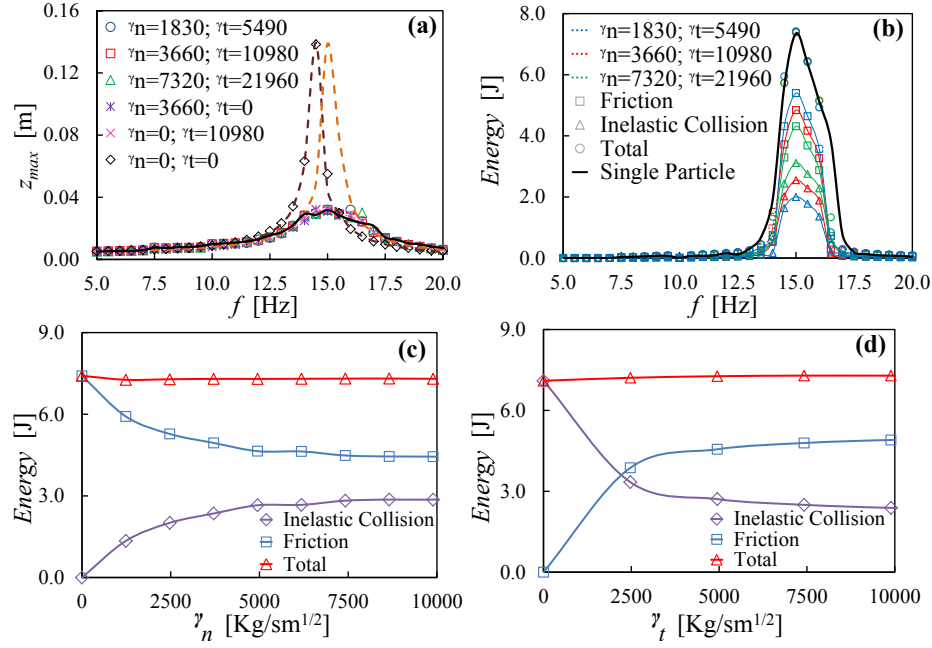 (a)
γn=1830; γt=5490
γn=3660; γt=10980
γn=7320; γt=21960
γn=3660; γt=0
γn=0; γt=10980
γn=0; γt=0
0.16
0.12
0.08
0.04
0.00
z_max [m]
5.0 7.5 10.0 12.5 15.0 17.5 20.0
f [Hz]
(b)
γn=1830; γt=5490
γn=3660; γt=10980
γn=7320; γt=21960
Friction
Inelastic Collision
Total
Single Particle
8.0
6.0
4.0
2.0
0.0
Energy [J]
5.0 7.5 10.0 12.5 15.0 17.5 20.0
f [Hz]
(c)
9.0
6.0
3.0
0.0
Energy [J]
Inelastic Collision
Friction
Total
0 2500 5000 7500 10000
γ_n [Kg/sm^1/2]
(d)
9.0
6.0
3.0
0.0
Energy [J]
Inelastic Collision
Friction
Total
0 2500 5000 7500 10000
γ_t [Kg/sm^1/2]